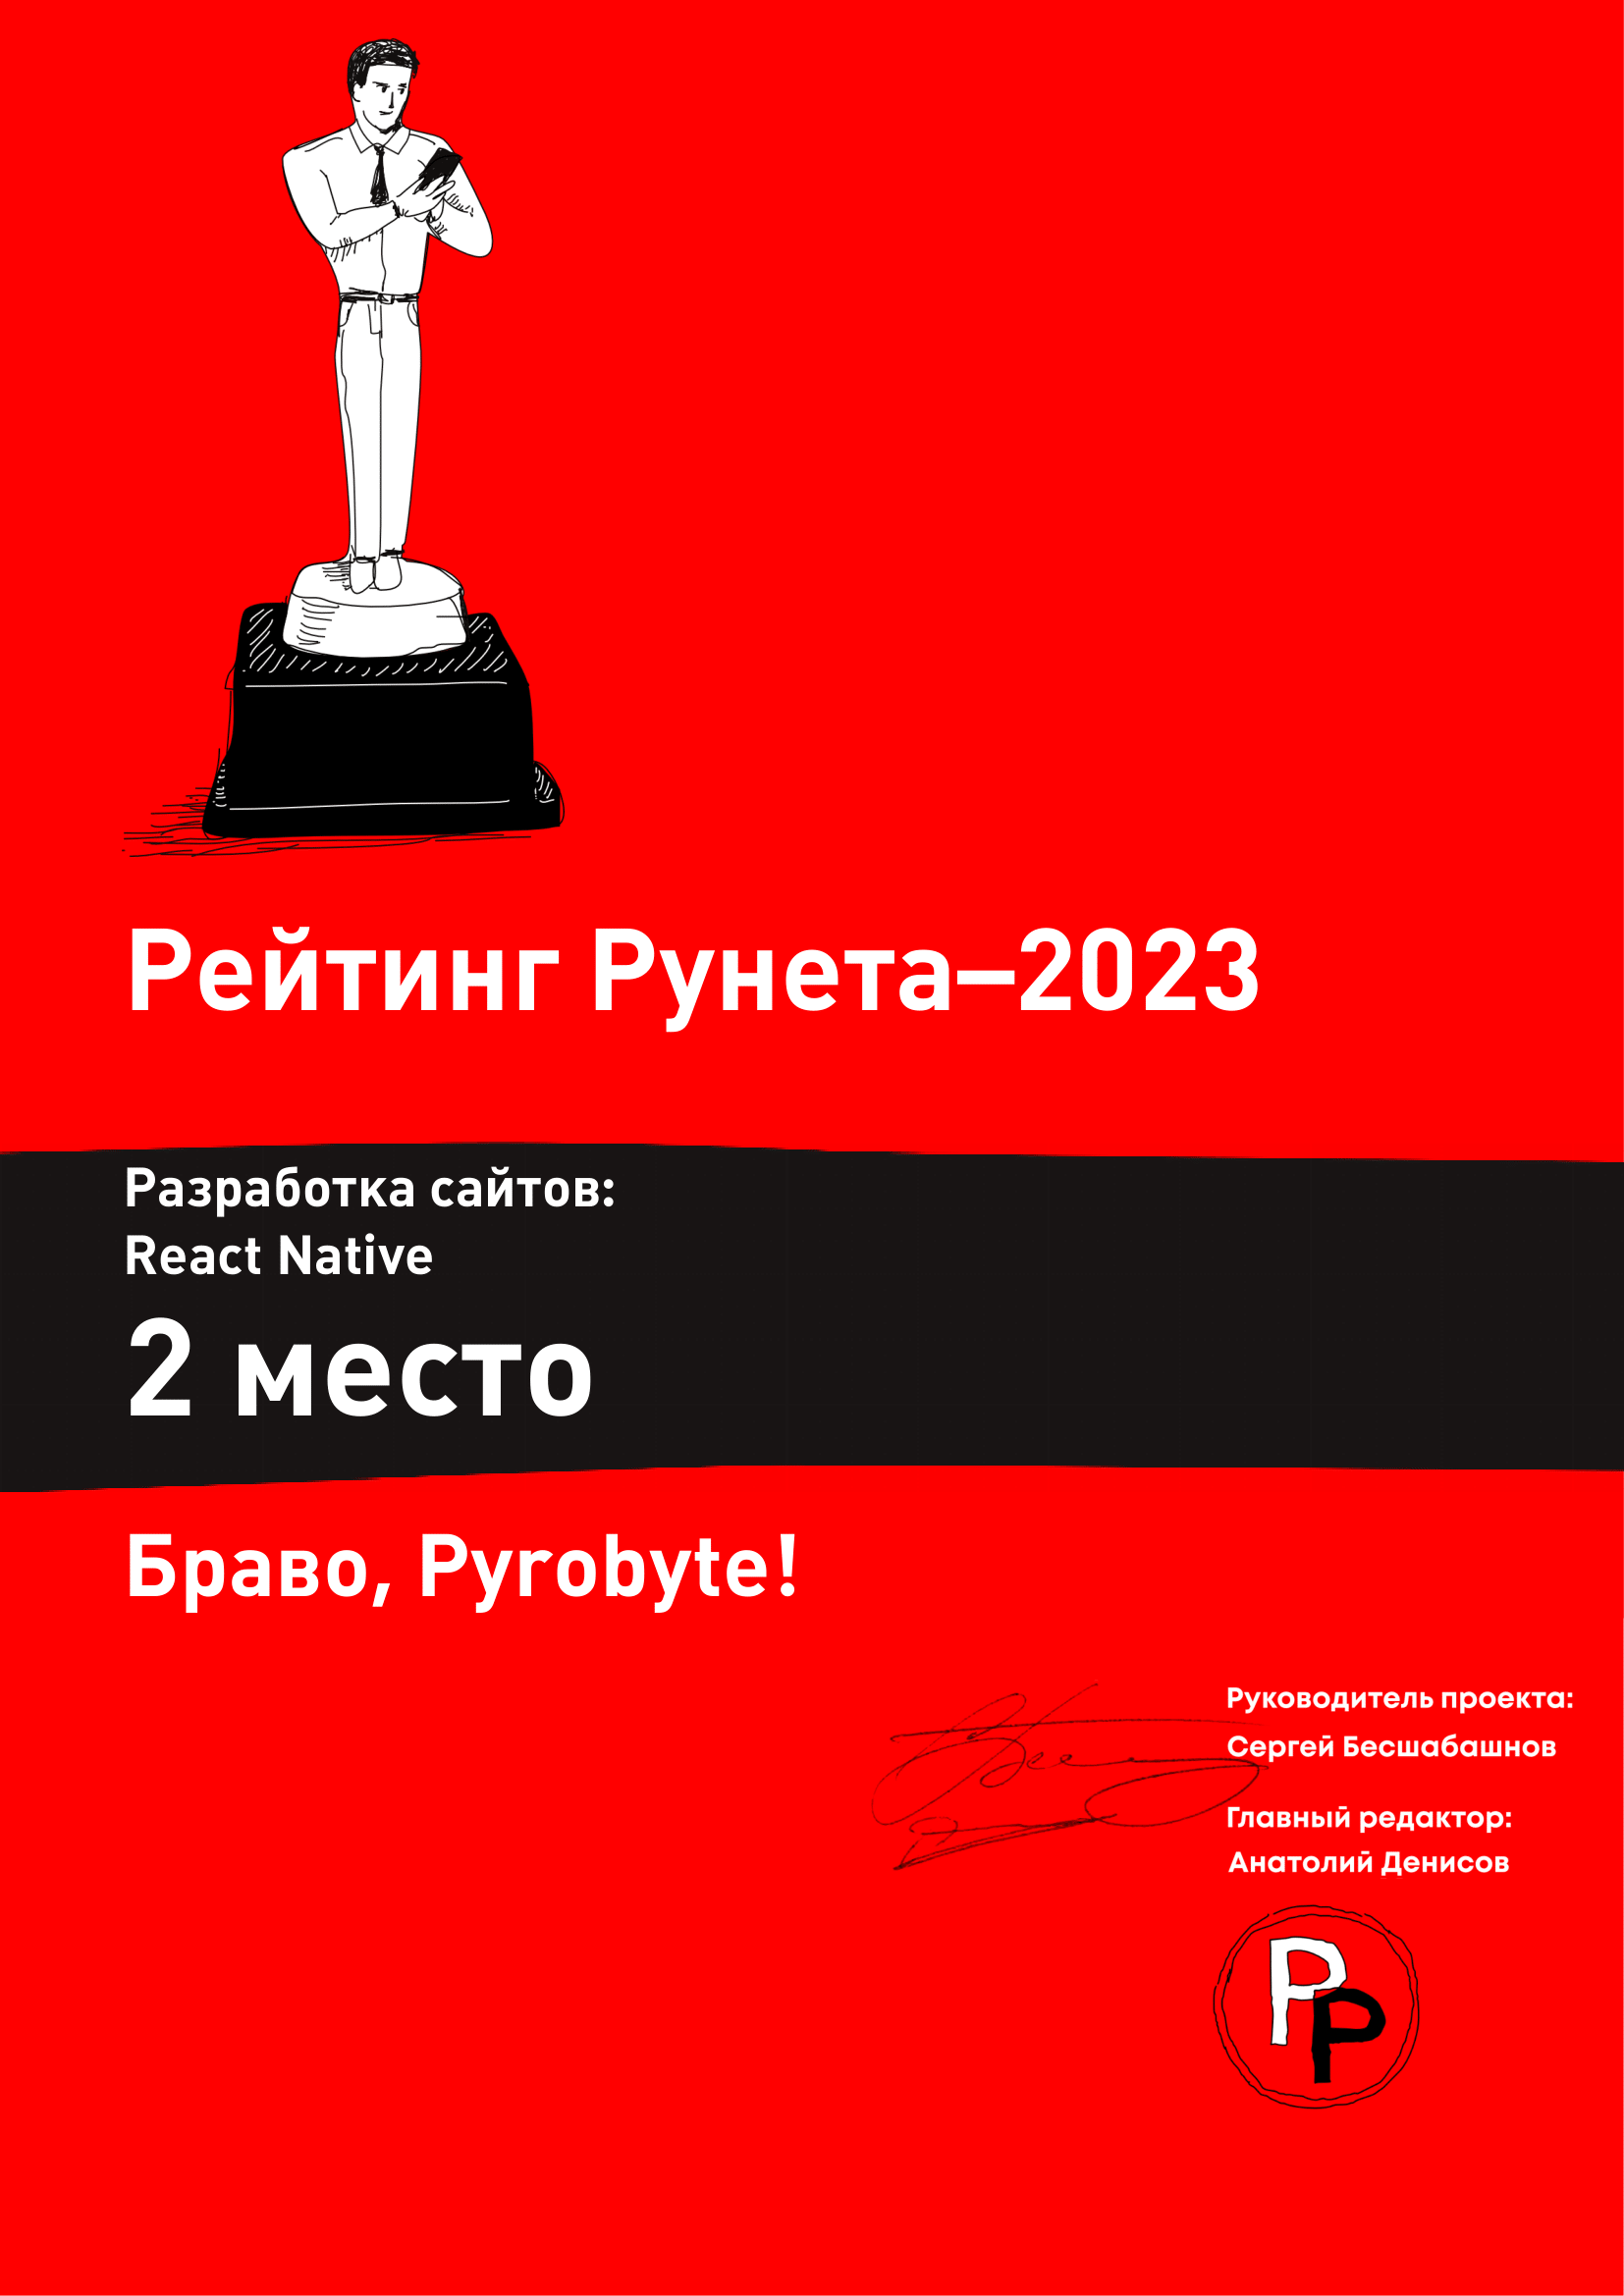 Рейтинг Рунета–2023
Разработка сайтов:
React Native
2 место
Браво, Pyrobyte!
Руководитель проекта:
Сергей Бесшабашнов
Главный редактор:
Анатолий Денисов
РР